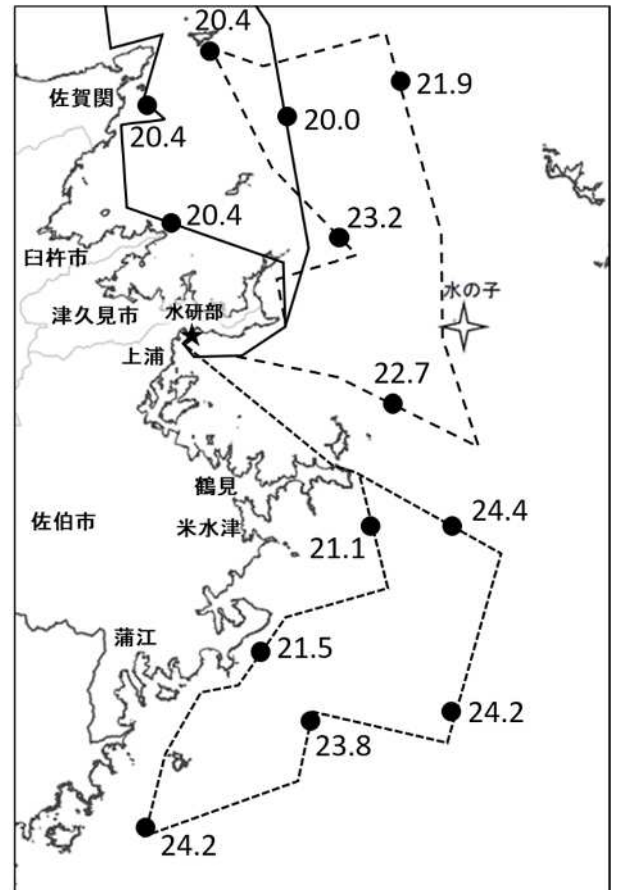 20.4
佐賀関
21.9
20.4
20.0
20.4
23.2
臼杵市
水の子
津久見市
水研部
上浦
22.7
鶴見
佐伯市
米水津
21.1
24.4
蒲江
21.5
24.2
23.8
24.2